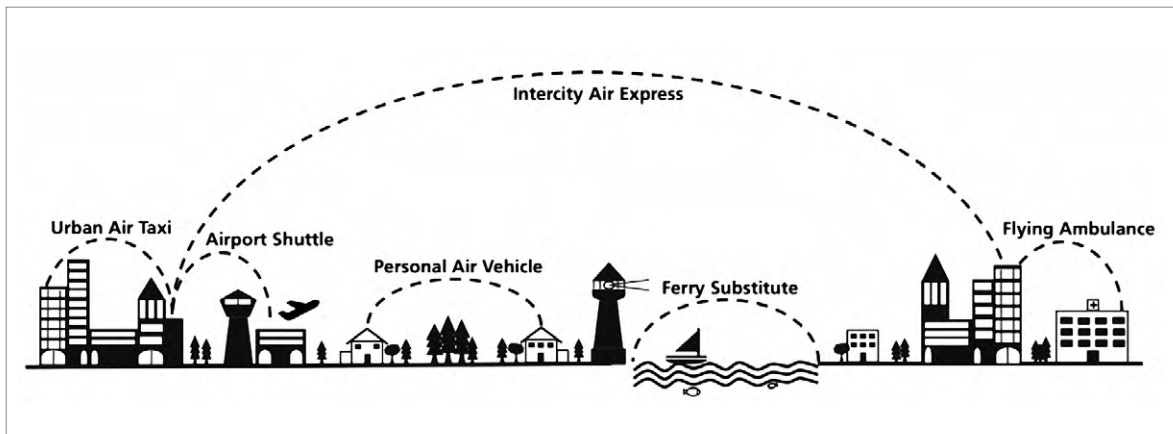 Intercity Air Express
Urban Air Taxi
Airport Shuttle
Personal Air Vehicle
Ferry Substitute
Flying Ambulance